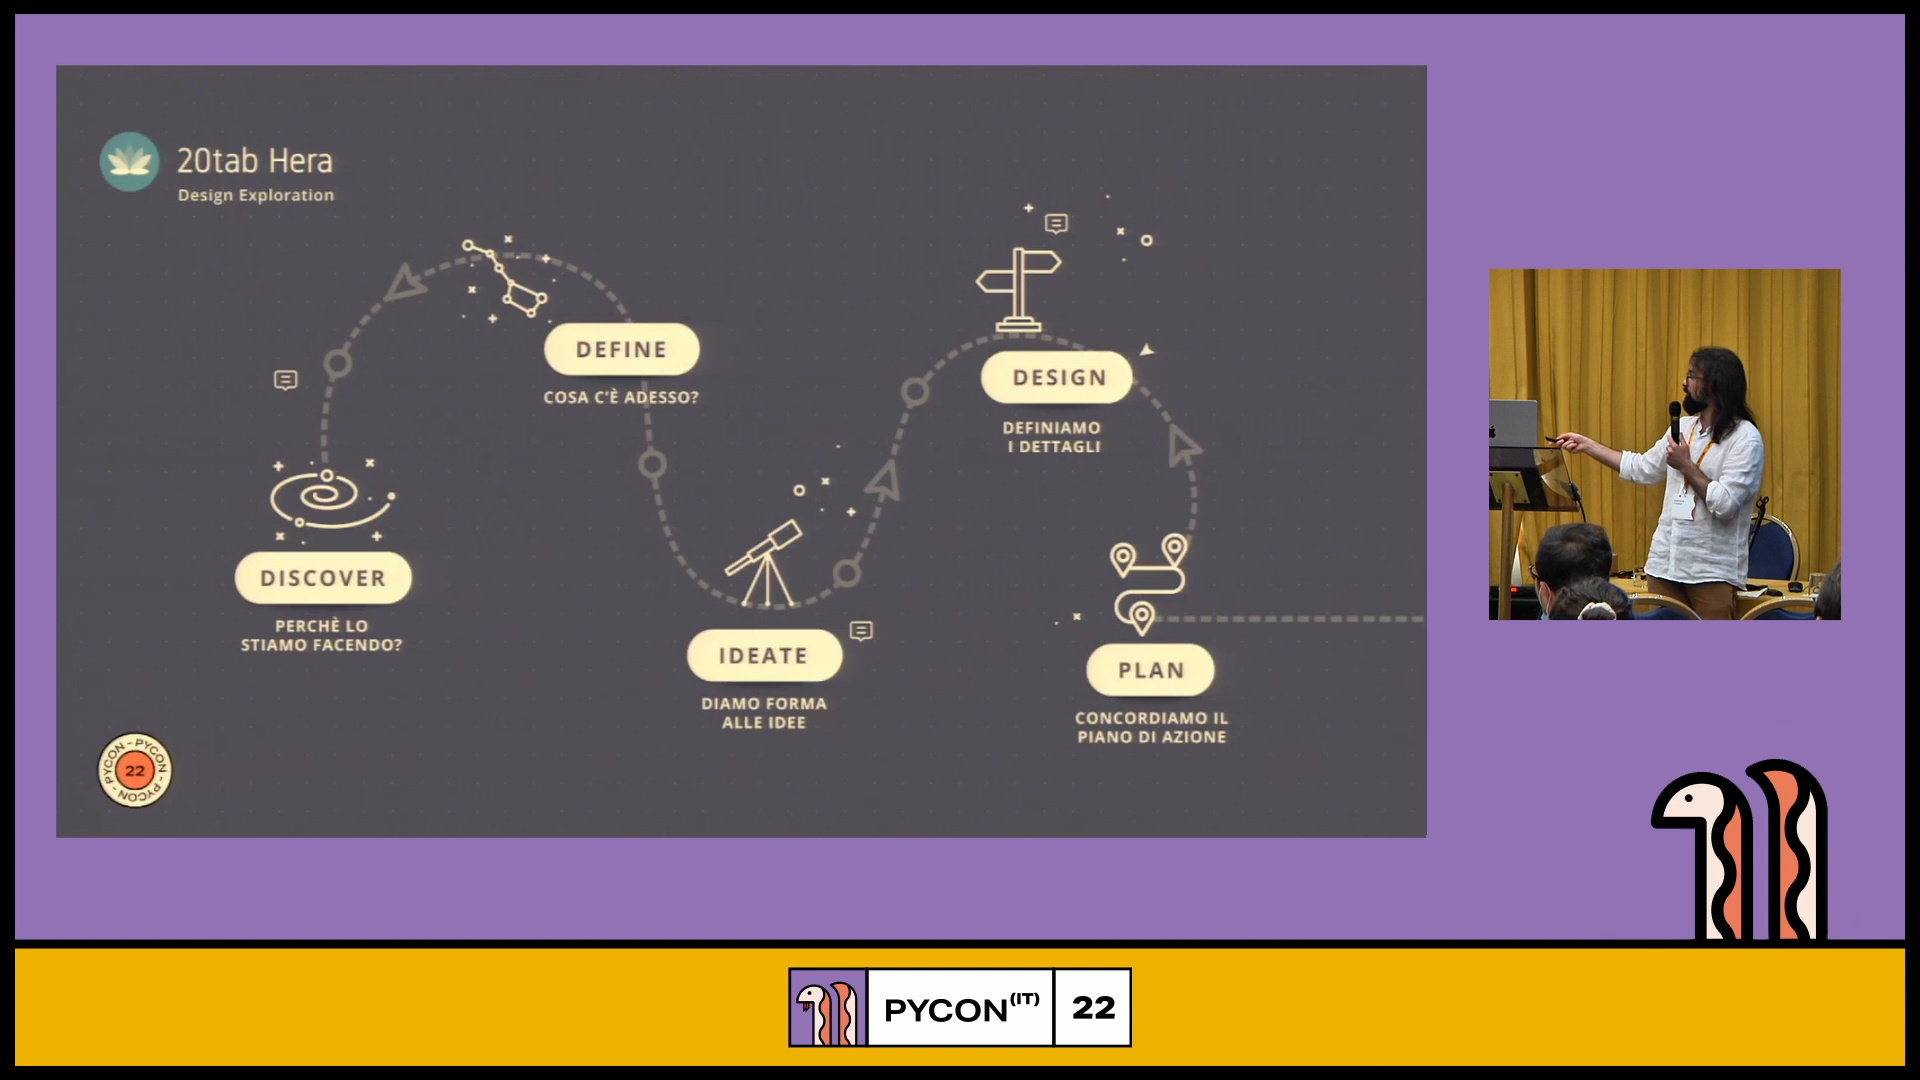 20tab Hera
Design Exploration
DEFINE
COSA C'È ADESSO?
DESIGN
DEFINIAMO
I DETTAGLI
DISCOVER
PERCHÈ LO
STIAMO FACENDO?
IDEATE
DIAMO FORMA
ALLE IDEE
PLAN
CONCORDIAMO IL
PIANO DI AZIONE
PYCON - PYCON - PYCON -
22
PYCON(IT) 22